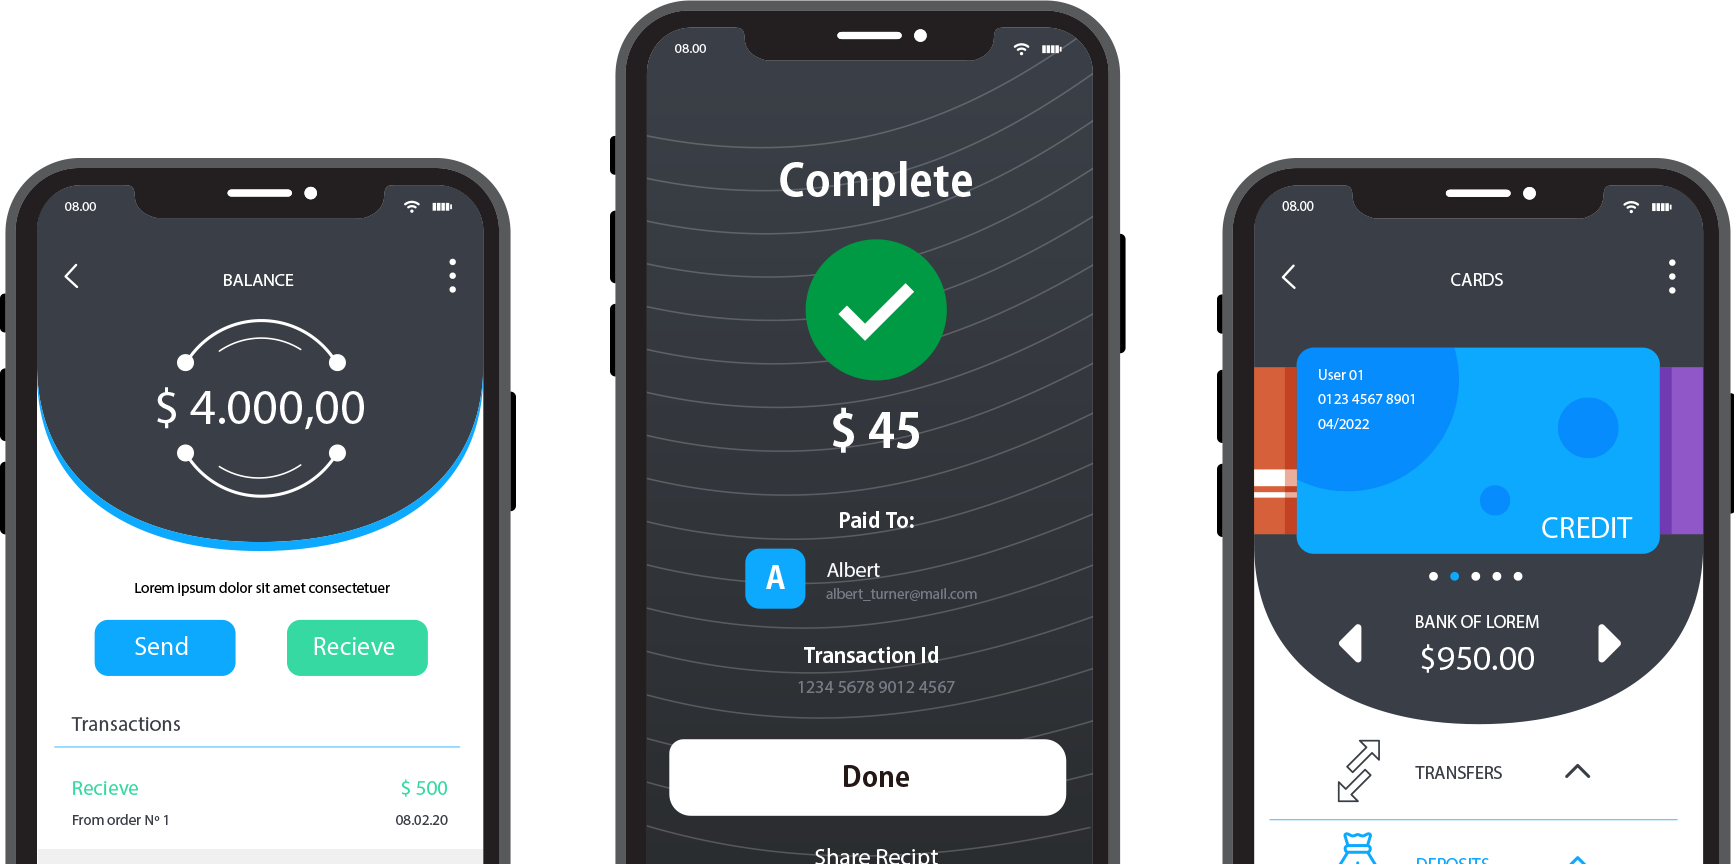 08.00
BALANCE
$ 4.000,00
Lorem ipsum dolor sit amet consectetuer
Send
Recieve
Transactions
Recieve $ 500
From order Nº 1 08.02.20
08.00
Complete
$ 45
Paid To:
A
Albert
albert_turner@mail.com
Transaction Id
1234 5678 9012 4567
Done
Share Recipt
08.00
CARDS
User 01
0123 4567 8901
04/2022
CREDIT
BANK OF LOREM
$950.00
TRANSFERS
DEPOSITS